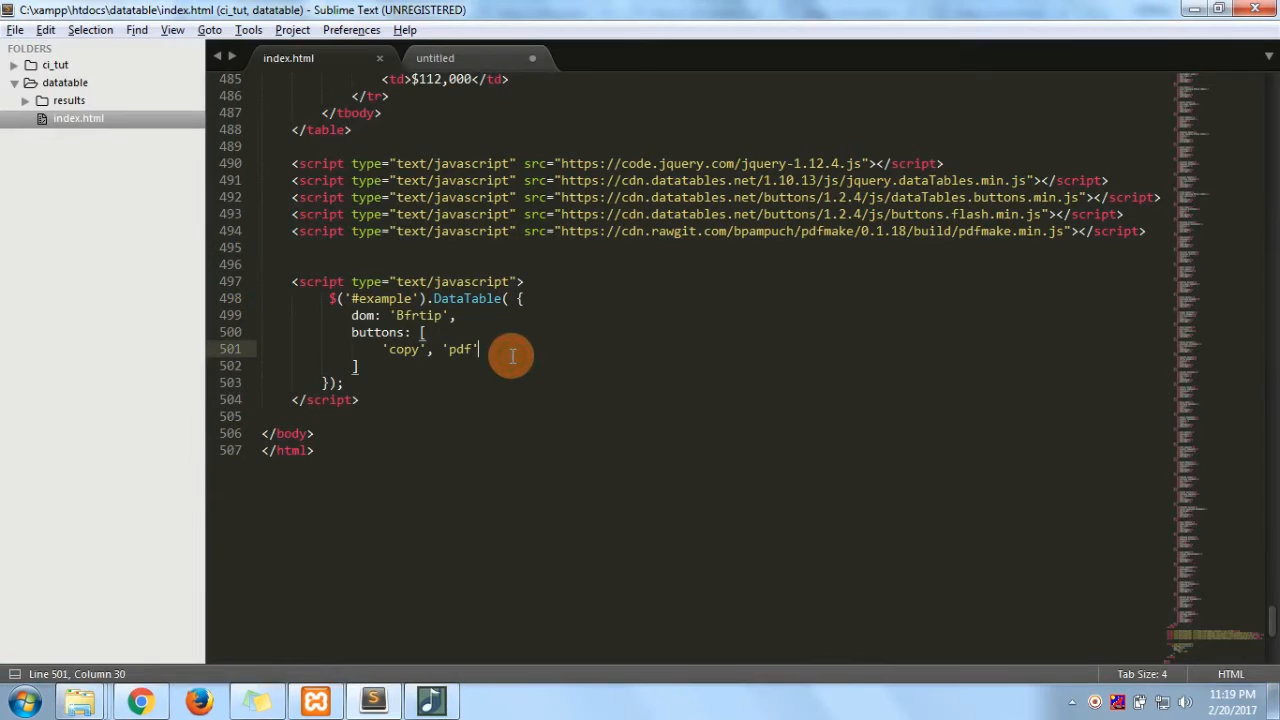 C:\xampp\htdocs\datatable\index.html (ci_tut, datatable) - Sublime Text (UNREGISTERED)
File Edit Selection Find View Goto Tools Project Preferences Help
FOLDERS
ci_tut
datatable
results
index.html
index.html × untitled
485 <td>$112,000</td>
486 </tr>
487 </tbody>
488 </table>
489
490 <script type="text/javascript" src="https://code.jquery.com/jquery-1.12.4.js"></script>
491 <script type="text/javascript" src="https://cdn.datatables.net/1.10.13/js/jquery.dataTables.min.js"></script>
492 <script type="text/javascript" src="https://cdn.datatables.net/buttons/1.2.4/js/dataTables.buttons.min.js"></script>
493 <script type="text/javascript" src="https://cdn.datatables.net/buttons/1.2.4/js/buttons.flash.min.js"></script>
494 <script type="text/javascript" src="https://cdn.rawgit.com/bpampuch/pdfmake/0.1.18/build/pdfmake.min.js"></script>
495
496
497 <script type="text/javascript">
498 $('#example').DataTable( {
499 dom: 'Bfrtip',
500 buttons: [
501 'copy', 'pdf'
502 ]
503 });
504 </script>
505
506 </body>
507 </html>
Line 501, Column 30 Tab Size: 4 HTML
11:19 PM
2/20/2017